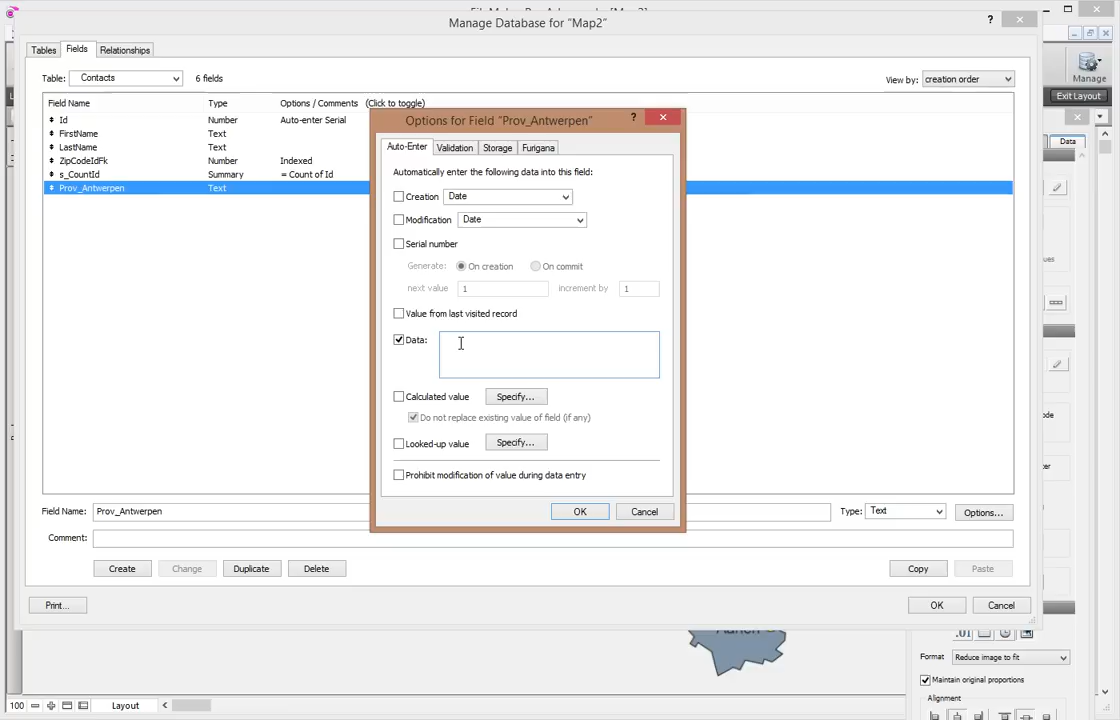 Manage Database for "Map2"
?
Manage
Exit Layout
Data
Tables
Fields
Relationships
Table:
Contacts
6 fields
View by:
creation order
Field Name
Type
Options / Comments
(Click to toggle)
Id
Number
Auto-enter Serial
FirstName
Text
LastName
Text
ZipCodeIdFk
Number
Indexed
s_CountId
Summary
= Count of Id
Prov_Antwerpen
Text
Options for Field "Prov_Antwerpen"
?
Auto-Enter
Validation
Storage
Furigana
Automatically enter the following data into this field:
Creation
Date
Modification
Date
Serial number
Generate:
On creation
On commit
next value
1
increment by
1
Value from last visited record
Data:
Calculated value
Specify...
Do not replace existing value of field (if any)
Looked-up value
Specify...
Prohibit modification of value during data entry
OK
Cancel
Field Name:
Prov_Antwerpen
Type:
Text
Options...
Comment:
Create
Change
Duplicate
Delete
Copy
Paste
Print...
OK
Cancel
Format
Reduce image to fit
Maintain original proportions
Alignment
100
Layout